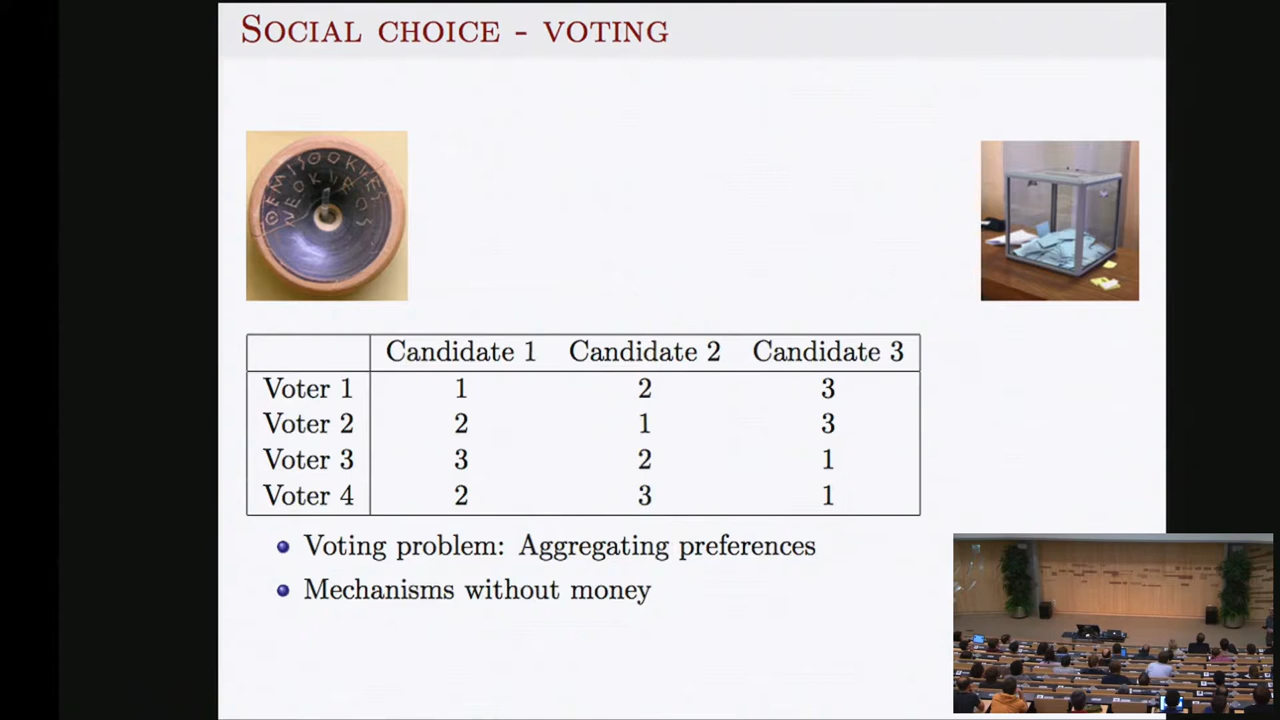 SOCIAL CHOICE - VOTING
Candidate 1 Candidate 2 Candidate 3
Voter 1 1 2 3
Voter 2 2 1 3
Voter 3 3 2 1
Voter 4 2 3 1
Voting problem: Aggregating preferences
Mechanisms without money